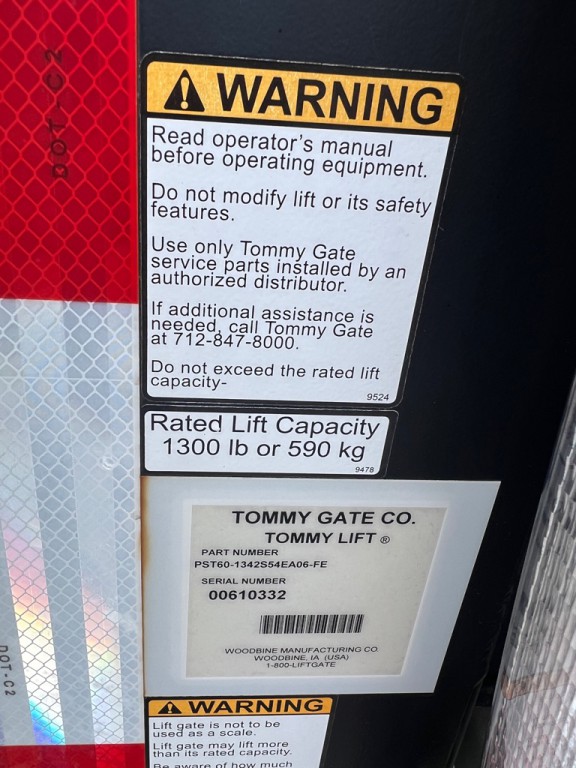 DOT-C2
WARNING
Read operator's manual
before operating equipment.
Do not modify lift or its safety
features.
Use only Tommy Gate
service parts installed by an
authorized distributor.
If additional assistance is
needed, call Tommy Gate
at 712-847-8000.
Do not exceed the rated lift
capacity-
9524
Rated Lift Capacity
1300 lb or 590 kg
9478
TOMMY GATE CO.
TOMMY LIFT ®
PART NUMBER
PST60-1342S54EA06-FE
SERIAL NUMBER
00610332
WOODBINE MANUFACTURING CO.
WOODBINE, IA (USA)
1-800-LIFTGATE
DOT-C2
WARNING
Lift gate is not to be
used as a scale.
Lift gate may lift more
than its rated capacity.
Be aware of how much